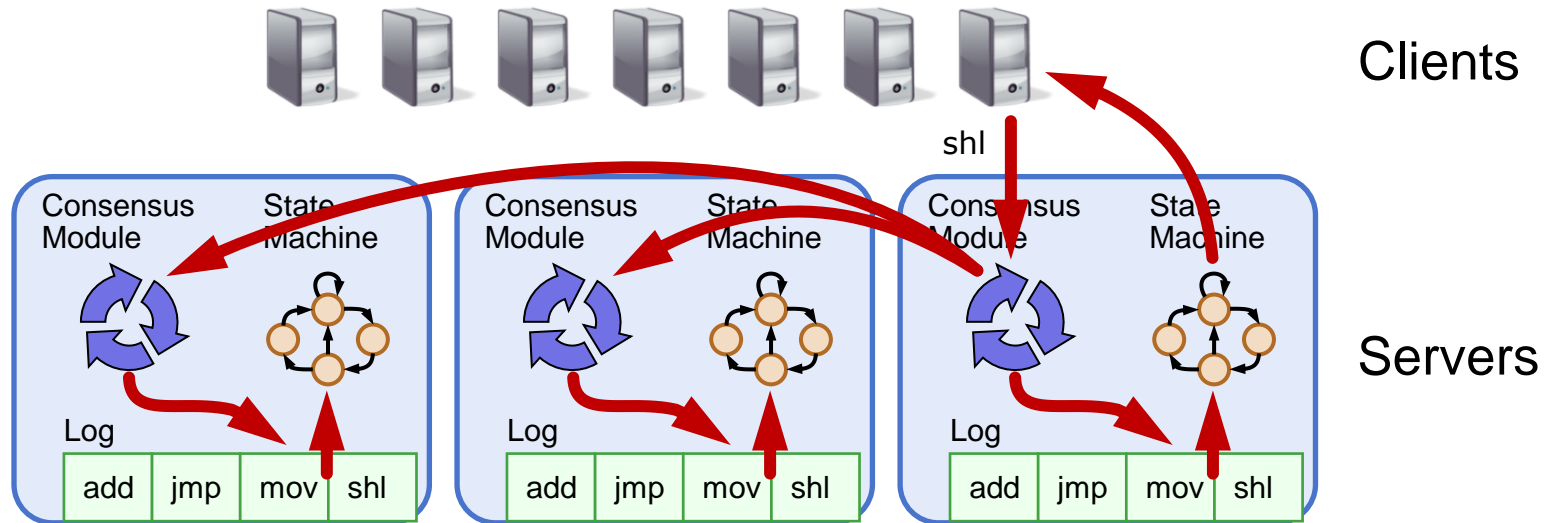 Clients
shl
Consensus Module
State Machine
Consensus Module
State Machine
Consensus Module
State Machine
Servers
Log
Log
Log
add jmp mov shl
add jmp mov shl
add jmp mov shl